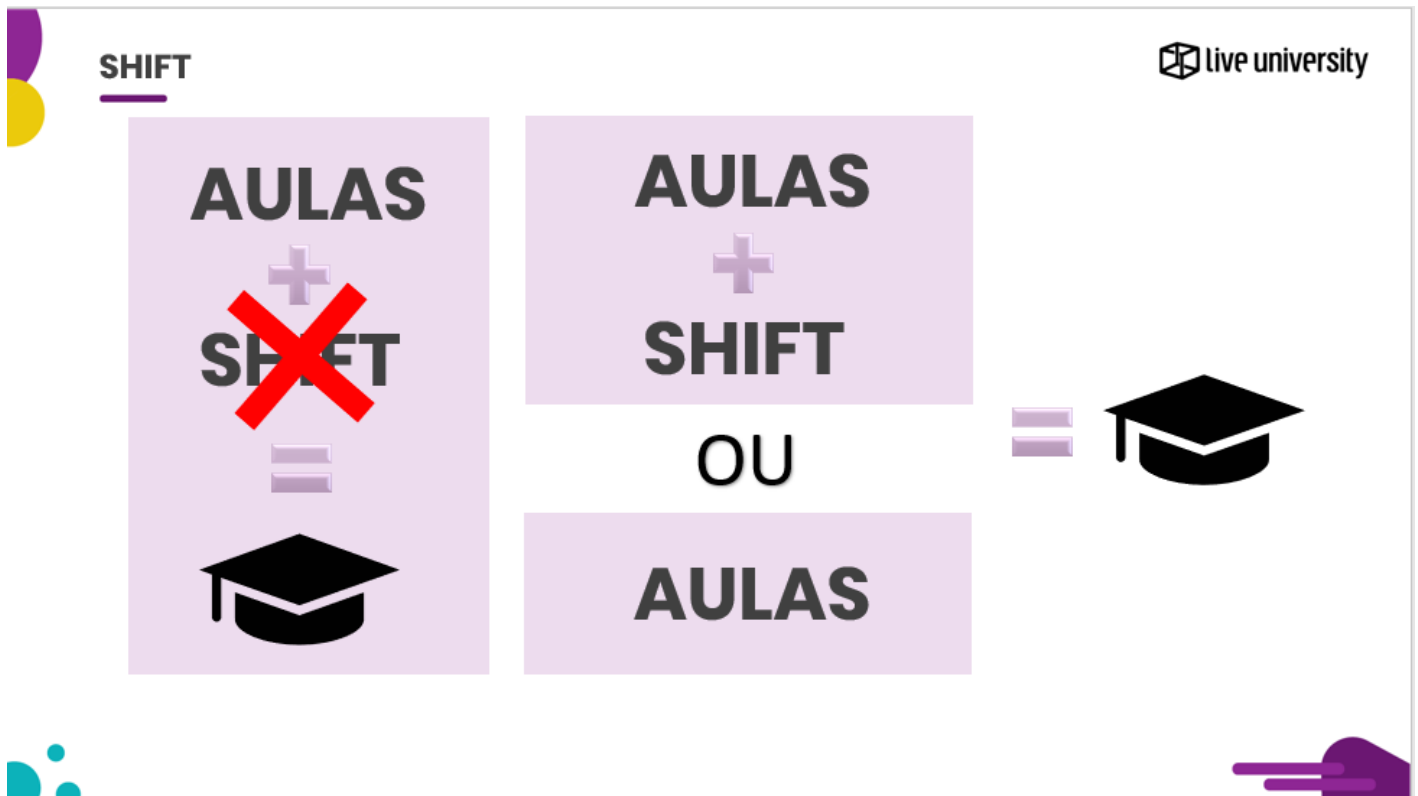 SHIFT
live university
AULAS
+
SHIFT
=
AULAS
+
SHIFT
OU
AULAS
=